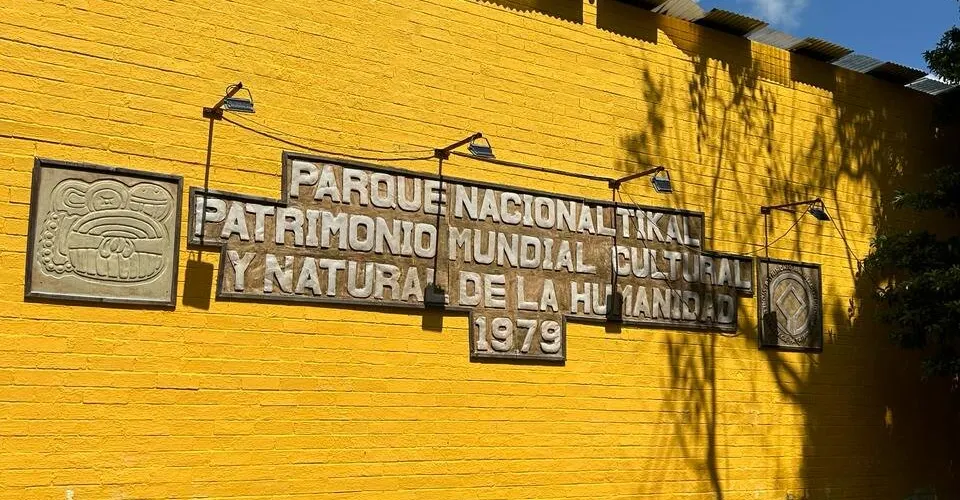 PARQUE NACIONAL TIKAL
PATRIMONIO MUNDIAL CULTURAL
Y NATURAL DE LA HUMANIDAD
1979